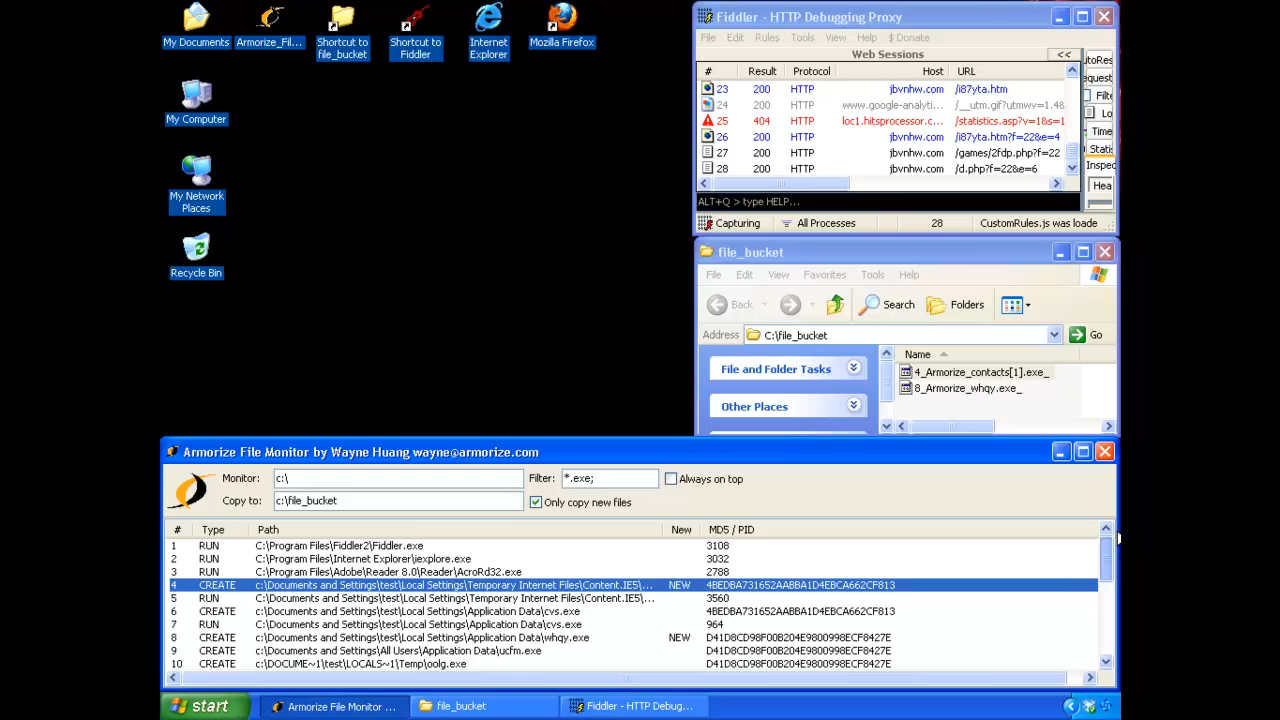 My Documents
Armorize_Fil...
Shortcut to
file_bucket
Shortcut to
Fiddler
Internet
Explorer
Mozilla Firefox
My Computer
My Network
Places
Recycle Bin
Fiddler - HTTP Debugging Proxy
File Edit Rules Tools View Help $ Donate
Web Sessions <<
# Result Protocol Host URL
23 200 HTTP jbvnhw.com /i87yta.htm
24 200 HTTP www.google-analyti... /__utm.gif?utmwv=1.4&
25 404 HTTP loc1.hitsprocessor.c... /statistics.asp?v=1&s=1
26 200 HTTP jbvnhw.com /i87yta.htm?f=22&e=4
27 200 HTTP jbvnhw.com /games/2fdp.php?f=22
28 200 HTTP jbvnhw.com /d.php?f=22&e=6
ALT+Q > type HELP...
Capturing All Processes 28 CustomRules.js was loade
utoRes
equest
Filte
Lo
Time
Statis
Inspec
Hea
file_bucket
File Edit View Favorites Tools Help
Back Search Folders
Address C:\file_bucket Go
File and Folder Tasks
Other Places
Name
4_Armorize_contacts[1].exe_
8_Armorize_whqy.exe_
Armorize File Monitor by Wayne Huang wayne@armorize.com
Monitor: c:\ Filter: *.exe; Always on top
Copy to: c:\file_bucket Only copy new files
# TYPE Path New MD5 / PID
1 RUN C:\Program Files\Fiddler2\Fiddler.exe 3108
2 RUN C:\Program Files\Internet Explorer\iexplore.exe 3032
3 RUN C:\Program Files\Adobe\Reader 8.0\Reader\AcroRd32.exe 2788
4 CREATE c:\Documents and Settings\test\Local Settings\Temporary Internet Files\Content.IE5\... NEW 4BEDBA731652AABBA1D4EBCA662CF813
5 RUN c:\Documents and Settings\test\Local Settings\Temporary Internet Files\Content.IE5\... 3560
6 CREATE c:\Documents and Settings\test\Local Settings\Application Data\cvs.exe 4BEDBA731652AABBA1D4EBCA662CF813
7 RUN c:\Documents and Settings\test\Local Settings\Application Data\cvs.exe 964
8 CREATE c:\Documents and Settings\test\Local Settings\Application Data\whqy.exe NEW D41D8CD98F00B204E9800998ECF8427E
9 CREATE c:\Documents and Settings\All Users\Application Data\ucfm.exe D41D8CD98F00B204E9800998ECF8427E
10 CREATE c:\DOCUME~1\test\LOCALS~1\Temp\oolg.exe D41D8CD98F00B204E9800998ECF8427E
start Armorize File Monitor ... file_bucket Fiddler - HTTP Debug...